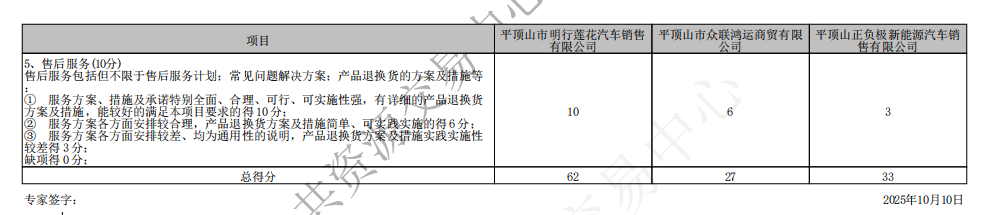 项目
平顶山市明行莲花汽车销售
有限公司
平顶山市众联鸿运商贸有限
公司
平顶山正负极新能源汽车销
售有限公司
5、售后服务(10分)
售后服务包括但不限于售后服务计划；常见问题解决方案；产品退换货的方案及措施等
：
① 服务方案、措施及承诺特别全面、合理、可行、可实施性强，有详细的产品退换货
方案及措施，能较好的满足本项目要求的得10分；
② 服务方案各方面安排较合理，产品退换货方案及措施简单、可实践实施的得6分；
③ 服务方案各方面安排较差、均为通用性的说明，产品退换货方案及措施实践实施性
较差得3分；
缺项得0分；
10
6
3
总得分
62
27
33
专家签字：
2025年10月10日
共资源交易中心
易中心